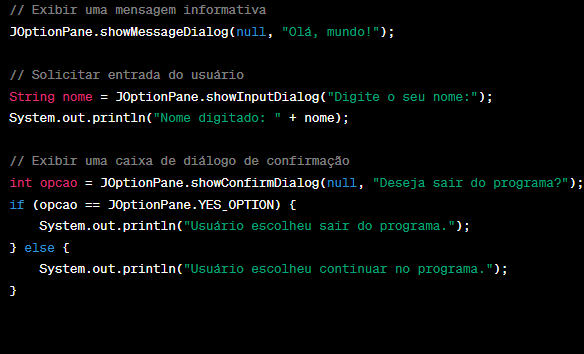 // Exibir uma mensagem informativa
JOptionPane.showMessageDialog(null, "Olá, mundo!");
// Solicitar entrada do usuário
String nome = JOptionPane.showInputDialog("Digite o seu nome:");
System.out.println("Nome digitado: " + nome);
// Exibir uma caixa de diálogo de confirmação
int opcao = JOptionPane.showConfirmDialog(null, "Deseja sair do programa?");
if (opcao == JOptionPane.YES_OPTION) {
    System.out.println("Usuário escolheu sair do programa.");
} else {
    System.out.println("Usuário escolheu continuar no programa.");
}